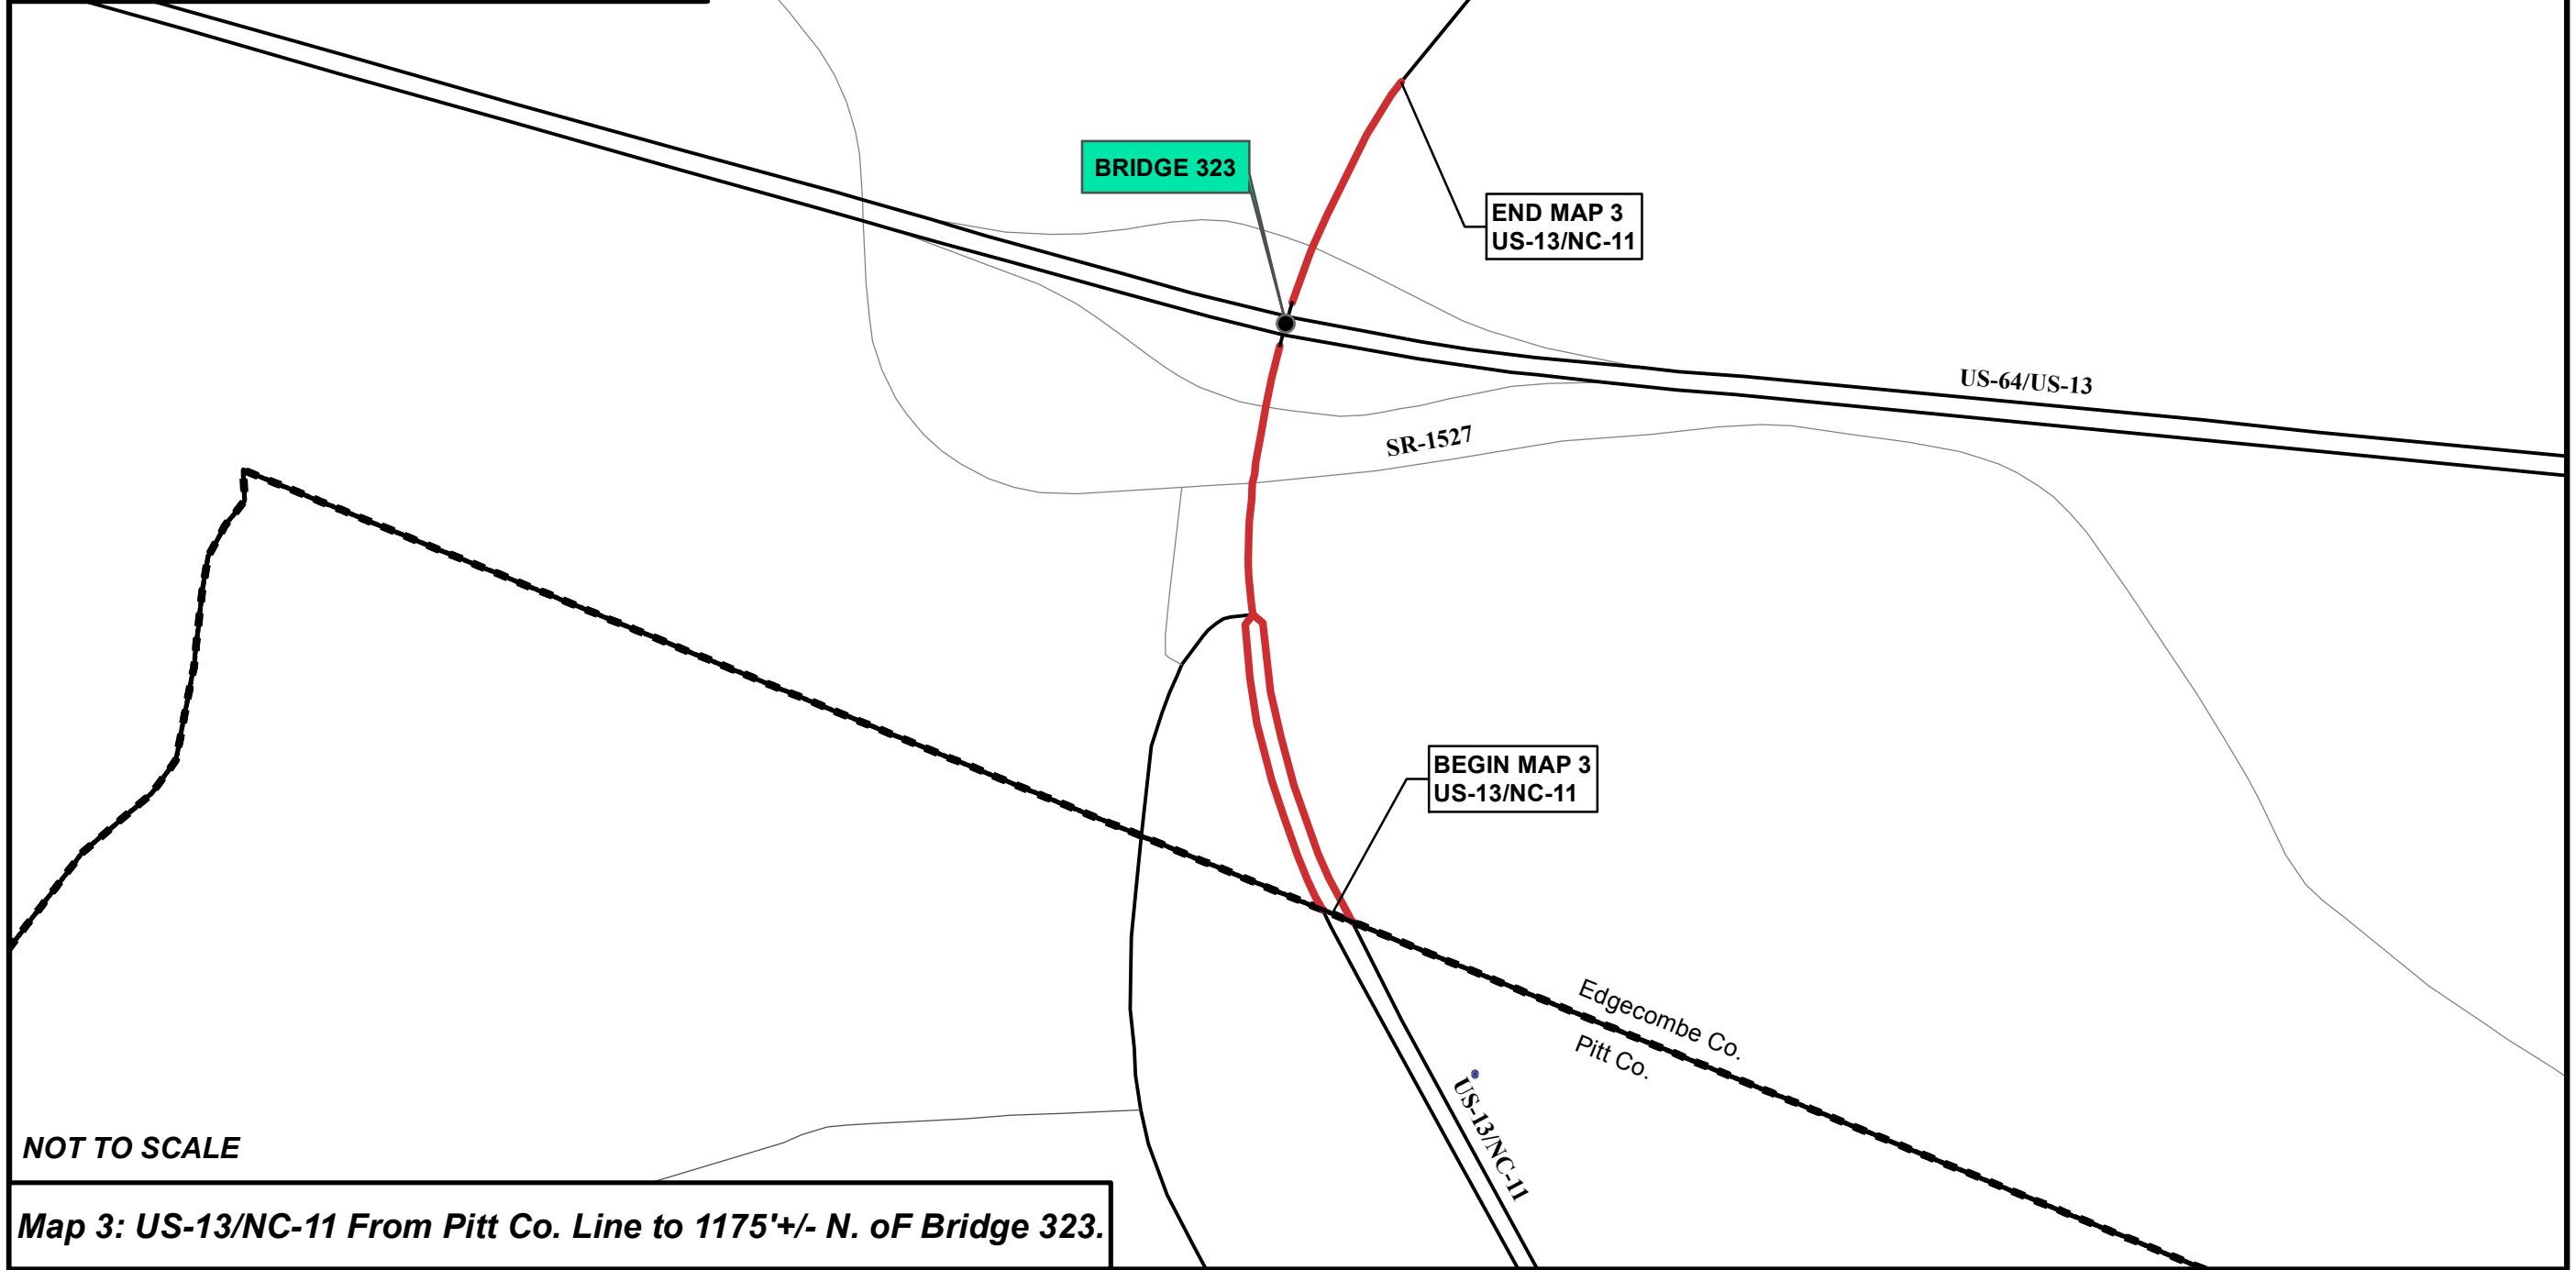 BRIDGE 323
END MAP 3
US-13/NC-11
US-64/US-13
SR-1527
BEGIN MAP 3
US-13/NC-11
Edgecombe Co.
Pitt Co.
US-13/NC-11
NOT TO SCALE
Map 3: US-13/NC-11 From Pitt Co. Line to 1175'+/- N. oF Bridge 323.